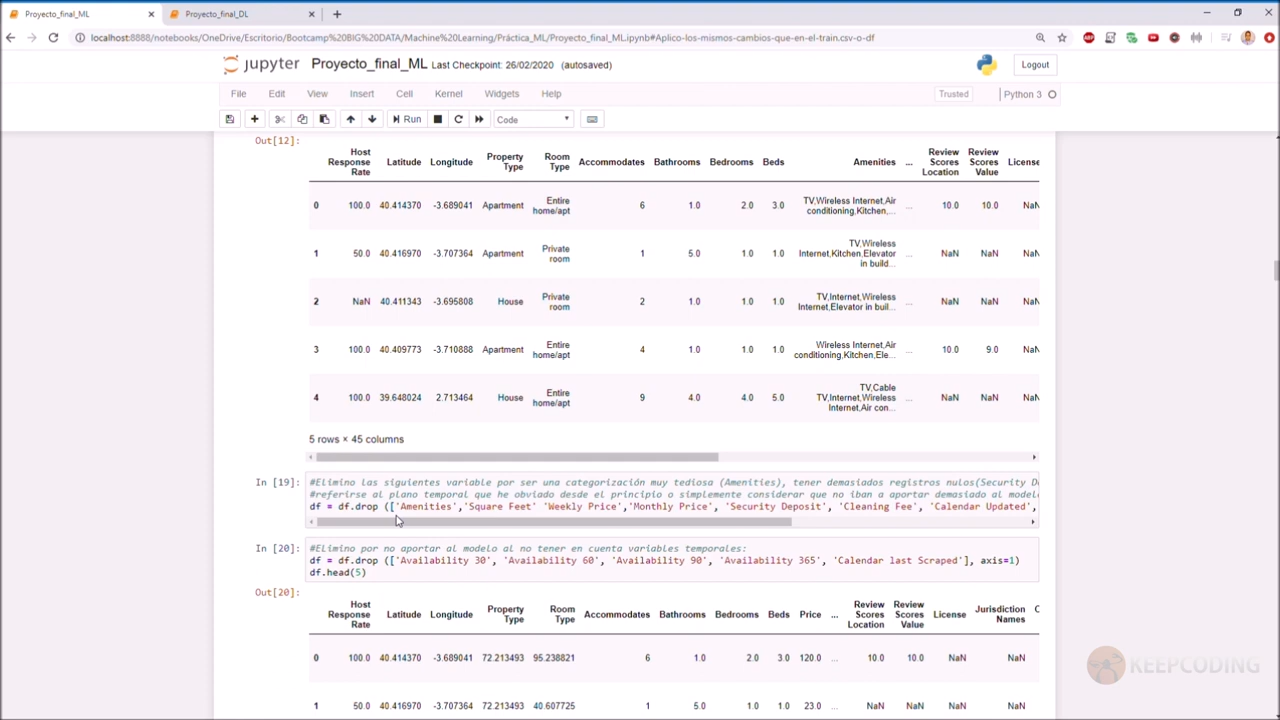 Proyecto_final_ML
Proyecto_final_DL
localhost:8888/notebooks/OneDrive/Escritorio/Bootcamp%20BIG%20DATA/Machine%20Learning/Práctica_ML/Proyecto_final_ML.ipynb#Aplico-los-mismos-cambios-que-en-el-train.csv-o-df
jupyter Proyecto_final_ML Last Checkpoint: 26/02/2020 (autosaved) Logout
File Edit View Insert Cell Kernel Widgets Help Trusted Python 3
Run Code
Out[12]:
Host Response Rate Latitude Longitude Property Type Room Type Accommodates Bathrooms Bedrooms Beds Amenities ... Review Scores Location Review Scores Value License
0 100.0 40.414370 -3.689041 Apartment Entire home/apt 6 1.0 2.0 3.0 TV,Wireless Internet,Air conditioning,Kitchen,... ... 10.0 10.0 NaN
1 50.0 40.416970 -3.707364 Apartment Private room 1 5.0 1.0 1.0 TV,Wireless Internet,Kitchen,Elevator in build... ... NaN NaN NaN
2 NaN 40.411343 -3.695808 House Private room 2 1.0 1.0 1.0 TV,Internet,Wireless Internet,Elevator in buil... ... NaN NaN NaN
3 100.0 40.409773 -3.710888 Apartment Entire home/apt 4 1.0 1.0 1.0 Wireless Internet,Air conditioning,Kitchen,Ele... ... 10.0 9.0 NaN
4 100.0 39.648024 2.713464 House Entire home/apt 9 4.0 4.0 5.0 TV,Cable TV,Internet,Wireless Internet,Air con... ... NaN NaN NaN
5 rows × 45 columns
In [19]: #Elimino las siguientes variable por ser una categorización muy tediosa (Amenities), tener demasiados registros nulos(Security D
#referirse al plano temporal que he obviado desde el principio o simplemente considerar que no iban a aportar demasiado al model
df = df.drop (['Amenities','Square Feet' 'Weekly Price','Monthly Price', 'Security Deposit', 'Cleaning Fee', 'Calendar Updated',
In [20]: #Elimino por no aportar al modelo al no tener en cuenta variables temporales:
df = df.drop (['Availability 30', 'Availability 60', 'Availability 90', 'Availability 365', 'Calendar last Scraped'], axis=1)
df.head(5)
Out[20]:
Host Response Rate Latitude Longitude Property Type Room Type Accommodates Bathrooms Bedrooms Beds Price ... Review Scores Location Review Scores Value License Jurisdiction Names C
0 100.0 40.414370 -3.689041 72.213493 95.238821 6 1.0 2.0 3.0 120.0 ... 10.0 10.0 NaN NaN
1 50.0 40.416970 -3.707364 72.213493 40.607725 1 5.0 1.0 1.0 23.0 ... NaN NaN NaN NaN
KEEPCODING